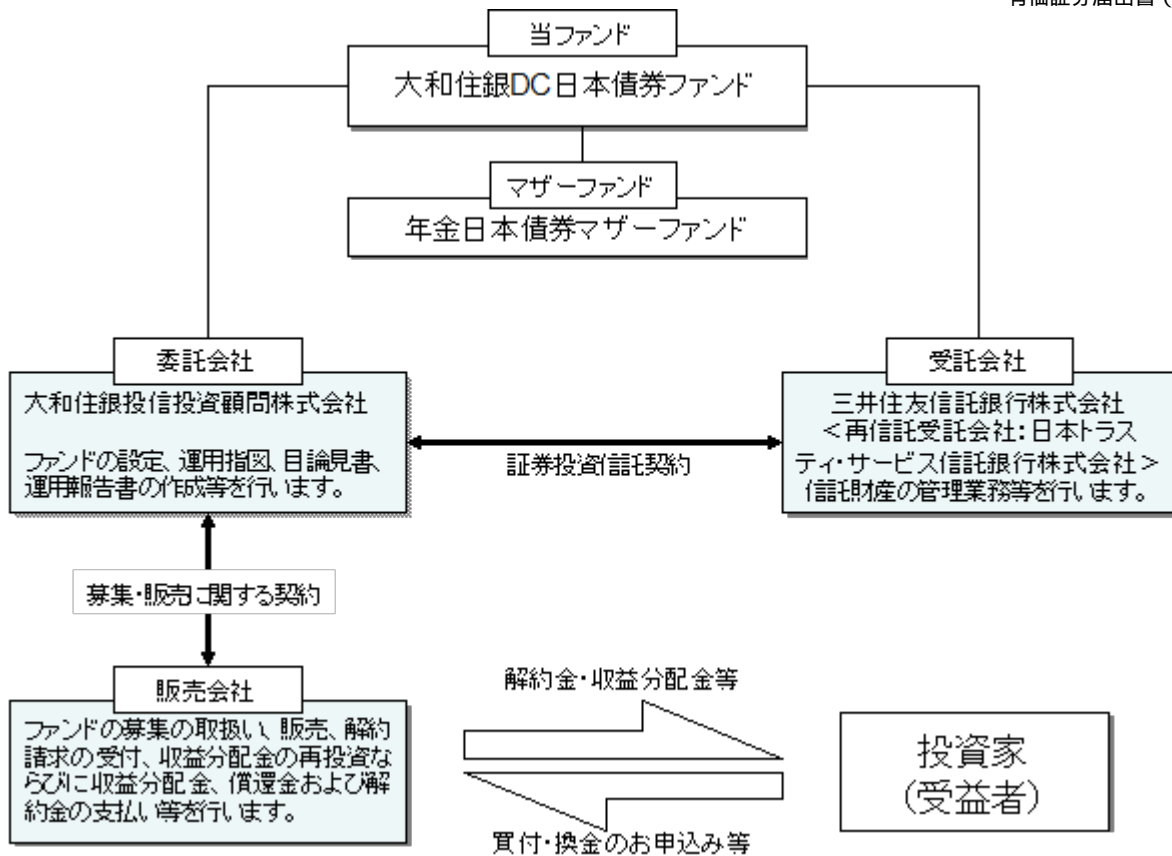 有価証券届出書(
当ファンド
大和住銀DC日本債券ファンド
マザーファンド
年金日本債券マザーファンド
委託会社
大和住銀投信投資顧問株式会社
ファンドの設定、運用指図、目論見書、
運用報告書の作成等を行います。
証券投資信託契約
受託会社
三井住友信託銀行株式会社
<再信託受託会社:日本トラス
ティ・サービス信託銀行株式会社>
信託財産の管理業務等を行います。
募集・販売に関する契約
販売会社
ファンドの募集の取扱い、販売、解約
請求の受付、収益分配金の再投資な
らびに収益分配金、償還金および解
約金の支払い等を行います。
解約金・収益分配金等
買付・換金のお申込み等
投資家
(受益者)